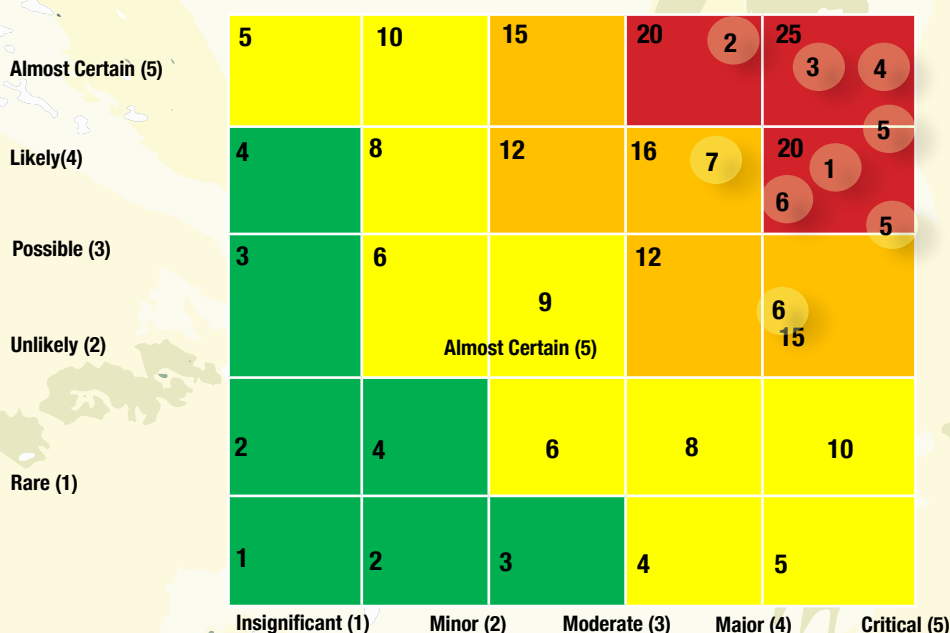 5 10 15 20 2 25
Almost Certain (5) 3 4
5
Likely(4) 4 8 12 16 7 20 1
6
5
Possible (3) 3 6 12
9
6
15
Unlikely (2) Almost Certain (5)
2 4 6 8 10
Rare (1)
1 2 3 4 5
Insignificant (1) Minor (2) Moderate (3) Major (4) Critical (5)